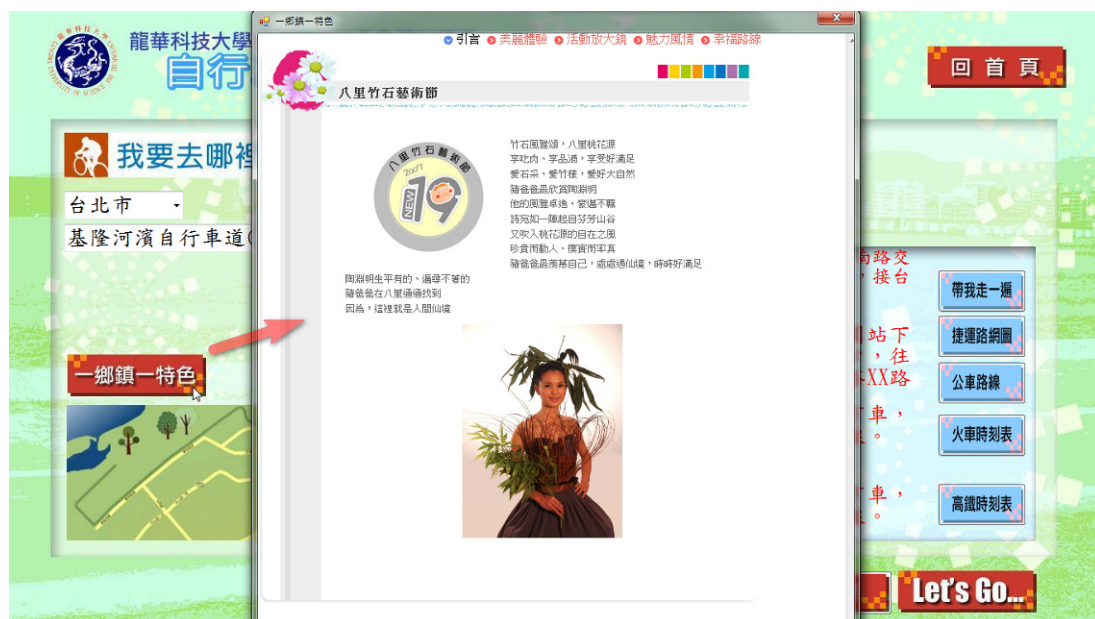 龍華科技大學
自行
一鄉鎮一特色
引言 美麗體驗 活動放大鏡 魅力風情 幸福路線
回首頁
八里竹石藝術節
我要去哪裡
台北市
基隆河濱自行車道(
八里竹石藝術節
2007
NEW
19
竹石風雅頌，八里桃花源
享吃肉、享品酒，享受好滿足
愛石采、愛竹樣，愛好大自然
豬爸爸最欣賞陶淵明
他的風雅卓逸、縈邁不羈
詩宛如一陣起自芬芳山谷
又吹入桃花源的自在之風
珍貴而動人、樸實而率真
豬爸爸最羨慕自己，處處遇仙境，時時好滿足
陶淵明生平有的、遍尋不著的
豬爸爸在八里通通找到
因為，這裡就是人間仙境
南路交
，接台
站下
，往
XX路
車，
。
車，
。
帶我走一遍
捷運路網圖
公車路線
火車時刻表
高鐵時刻表
一鄉鎮一特色
Let's Go...